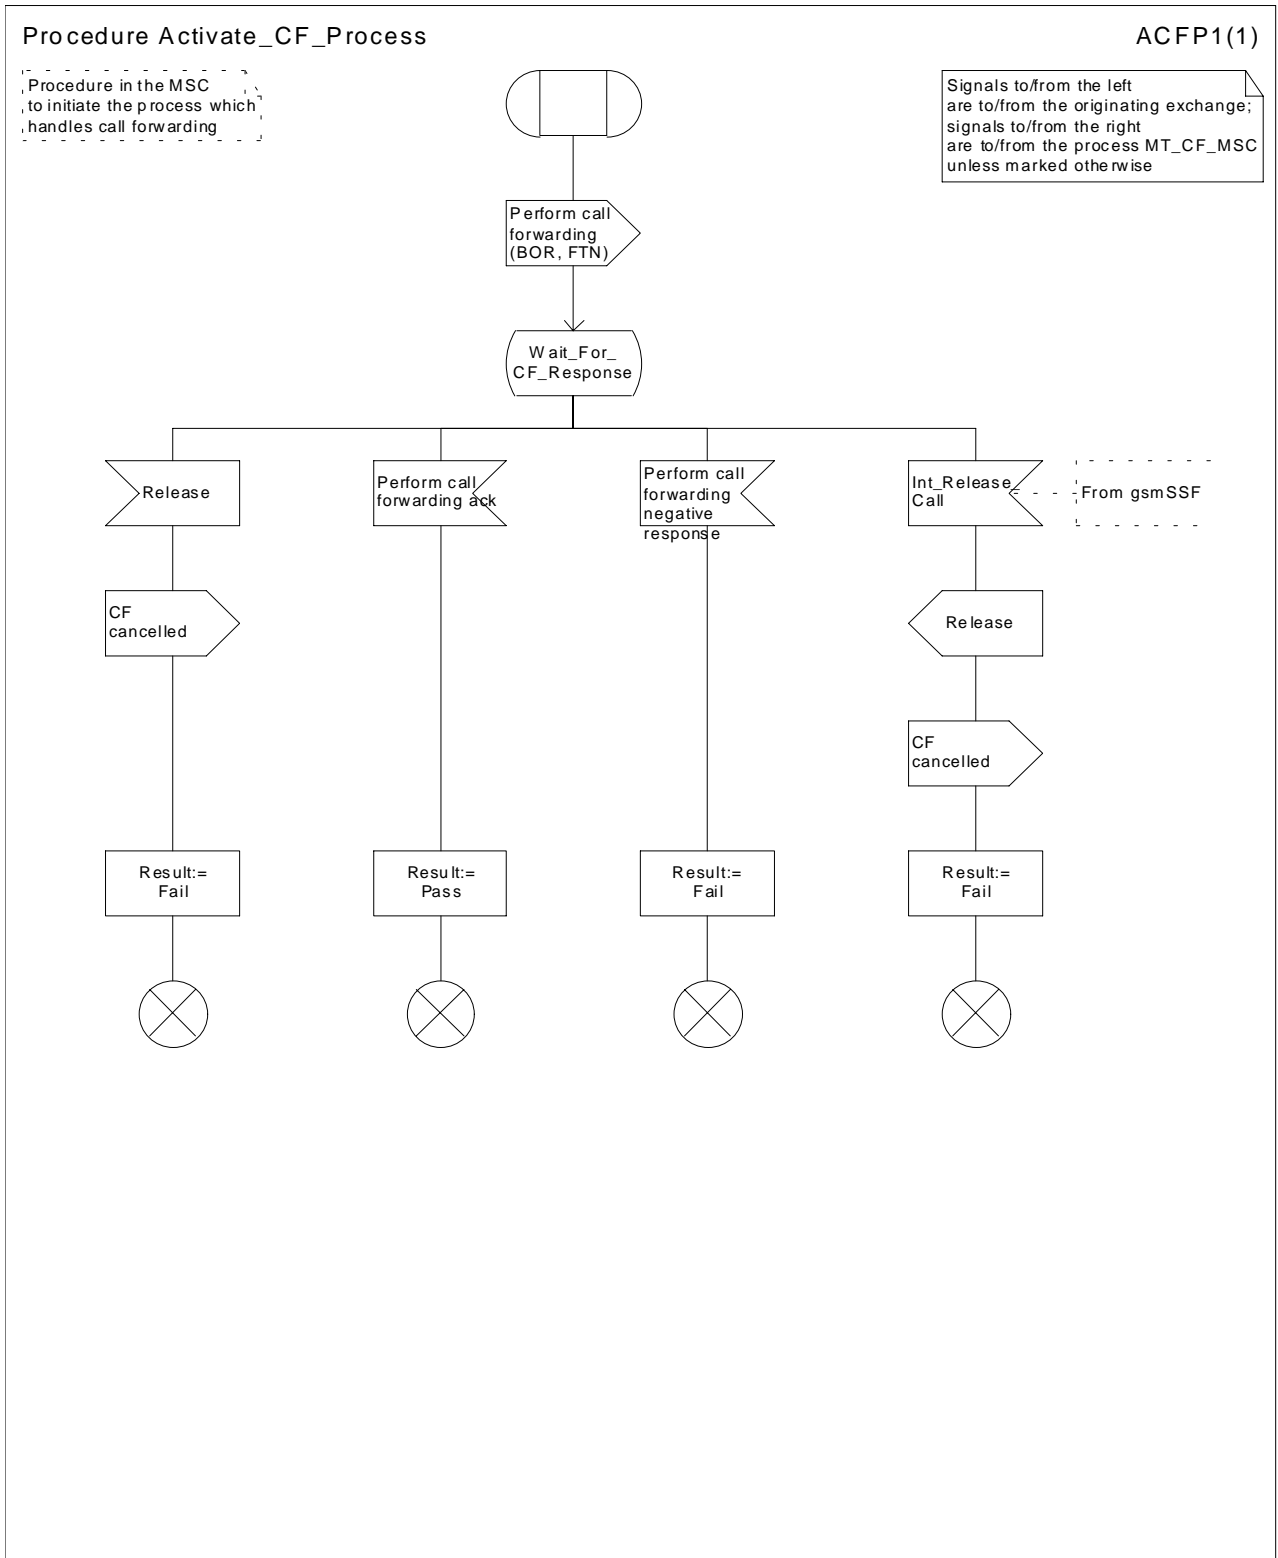 Procedure Activate_CF_Process
ACFP1(1)
Procedure in the MSC
to initiate the process which
handles call forwarding
Signals to/from the left
are to/from the originating exchange;
signals to/from the right
are to/from the process MT_CF_MSC
unless marked otherwise
Perform call
forwarding
(BOR, FTN)
Wait_For_
CF_Response
Release
Perform call
forwarding ack
Perform call
forwarding
negative
response
Int_Release_
Call
From gsmSSF
CF
cancelled
Release
CF
cancelled
Result:=
Fail
Result:=
Pass
Result:=
Fail
Result:=
Fail